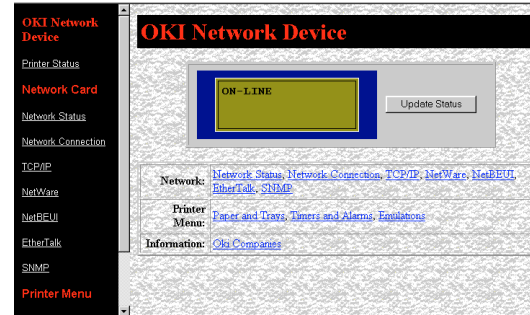 OKI Network
Device
Printer Status
Network Card
Network Status
Network Connection
TCP/IP
NetWare
NetBEUI
EtherTalk
SNMP
Printer Menu
OKI Network Device
ON-LINE
Update Status
Network: Network Status, Network Connection, TCP/IP, NetWare, NetBEUI,
EtherTalk, SNMP
Printer
Menu: Paper and Trays, Timers and Alarms, Emulations
Information: Oki Companies